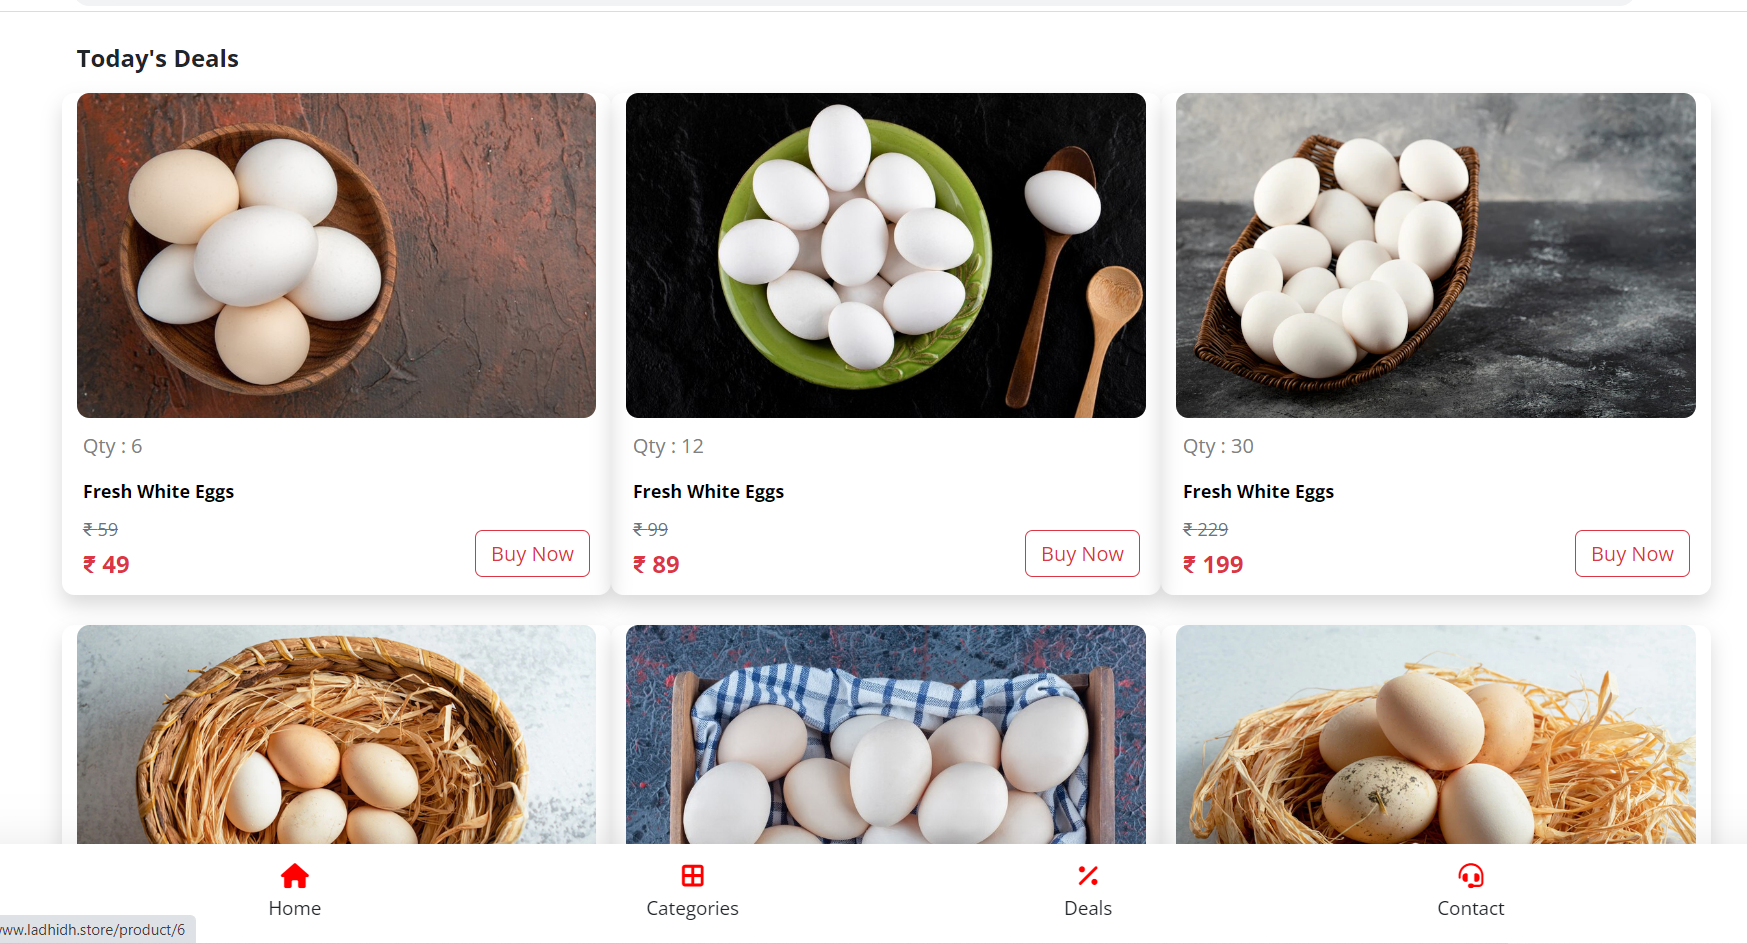 Today's Deals
Qty : 6
Fresh White Eggs
₹ 59
₹ 49
Buy Now
Qty : 12
Fresh White Eggs
₹ 99
₹ 89
Buy Now
Qty : 30
Fresh White Eggs
₹ 229
₹ 199
Buy Now
Home
Categories
Deals
Contact
www.ladhidh.store/product/6